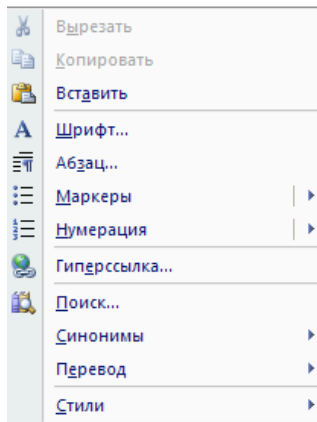 Вырезать
Копировать
Вставить
Шрифт...
Абзац...
Маркеры
Нумерация
Гиперссылка...
Поиск...
Синонимы
Перевод
Стили